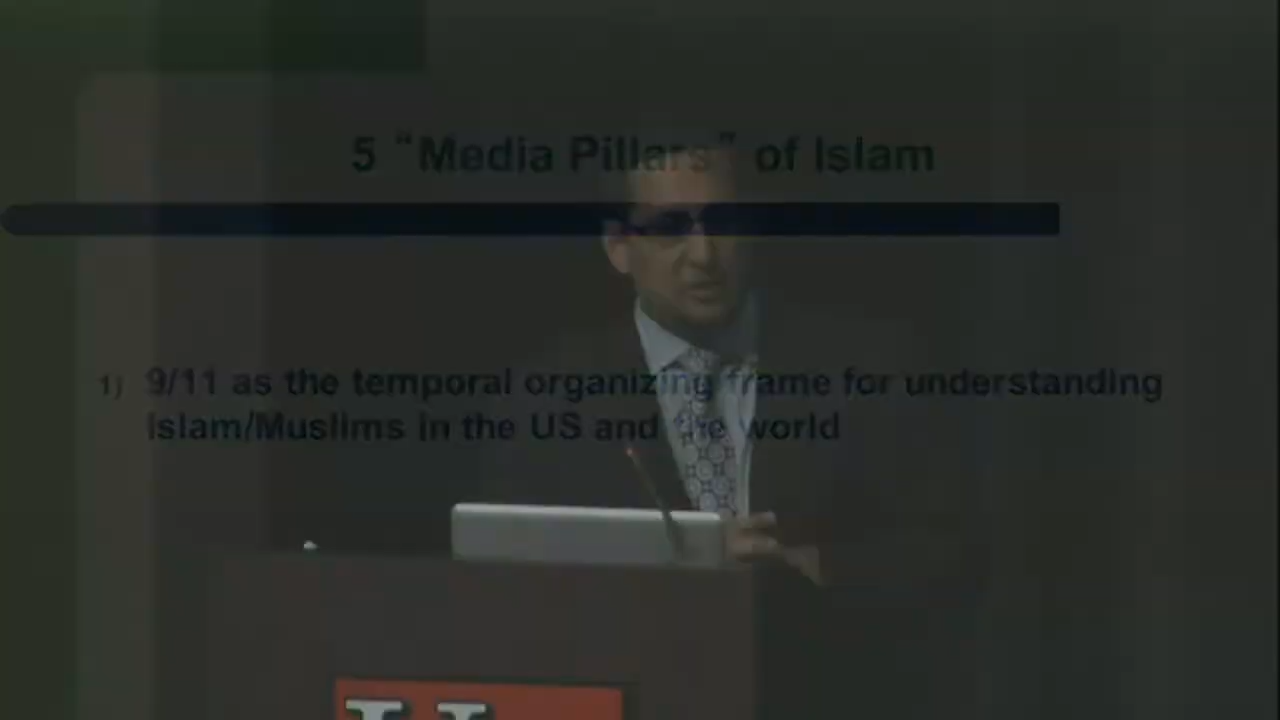 5 “Media Pillars” of Islam
1) 9/11 as the temporal organizing frame for understanding
Islam/Muslims in the US and the world